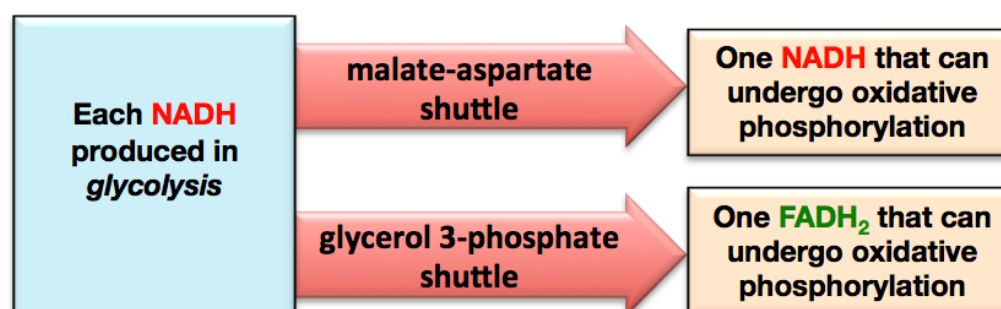 Each NADH
produced in
glycolysis
malate-aspartate
shuttle
One NADH that can
undergo oxidative
phosphorylation
glycerol 3-phosphate
shuttle
One FADH₂ that can
undergo oxidative
phosphorylation